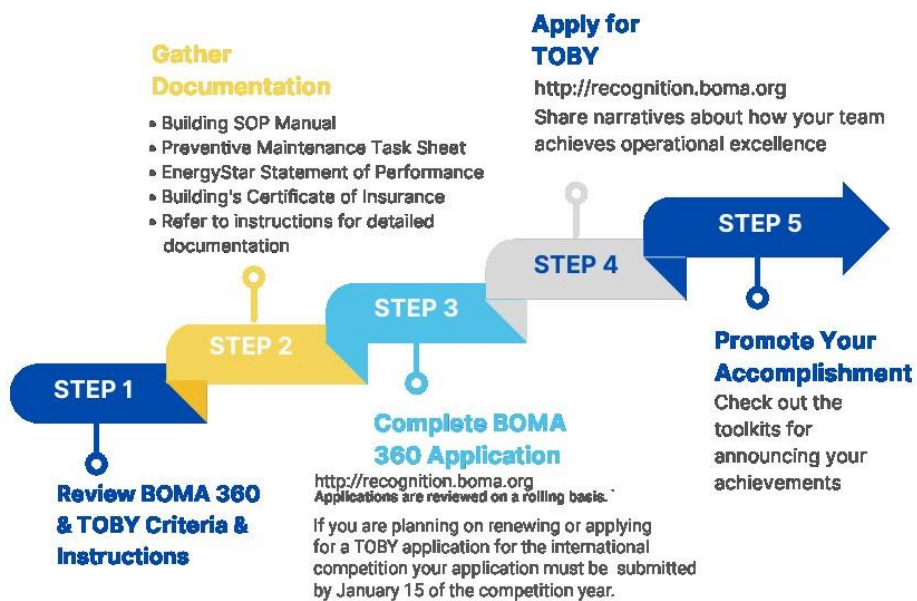 STEP 1
Review BOMA 360
& TOBY Criteria &
Instructions
STEP 2
Gather
Documentation
• Building SOP Manual
• Preventive Maintenance Task Sheet
• EnergyStar Statement of Performance
• Building's Certificate of Insurance
• Refer to instructions for detailed
documentation
STEP 3
Complete BOMA
360 Application
http://recognition.boma.org
Applications are reviewed on a rolling basis.
If you are planning on renewing or applying
for a TOBY application for the international
competition your application must be submitted
by January 15 of the competition year.
STEP 4
Apply for
TOBY
http://recognition.boma.org
Share narratives about how your team
achieves operational excellence
STEP 5
Promote Your
Accomplishment
Check out the
toolkits for
announcing your
achievements